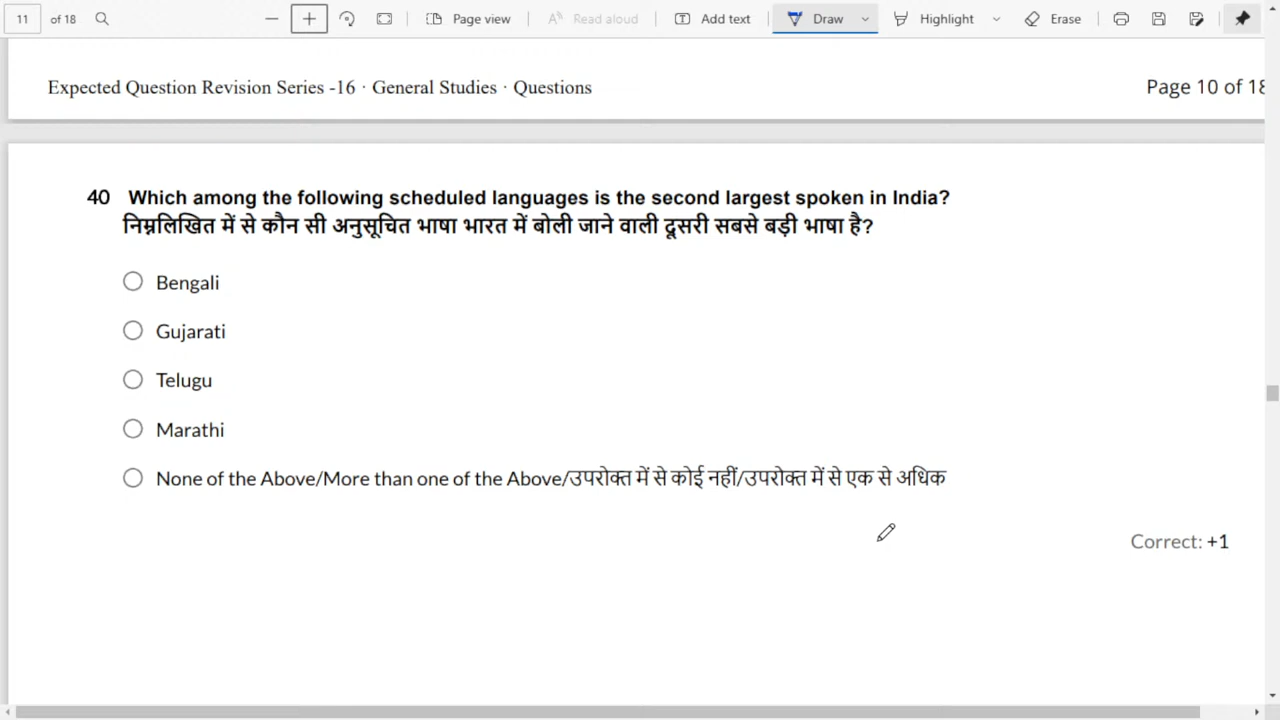 11 of 18 Page view Read aloud Add text Draw Highlight Erase
Expected Question Revision Series -16 · General Studies · Questions
Page 10 of 18
40 Which among the following scheduled languages is the second largest spoken in India?
निम्नलिखित में से कौन सी अनुसूचित भाषा भारत में बोली जाने वाली दूसरी सबसे बड़ी भाषा है?
Bengali
Gujarati
Telugu
Marathi
None of the Above/More than one of the Above/उपरोक्त में से कोई नहीं/उपरोक्त में से एक से अधिक
Correct: +1